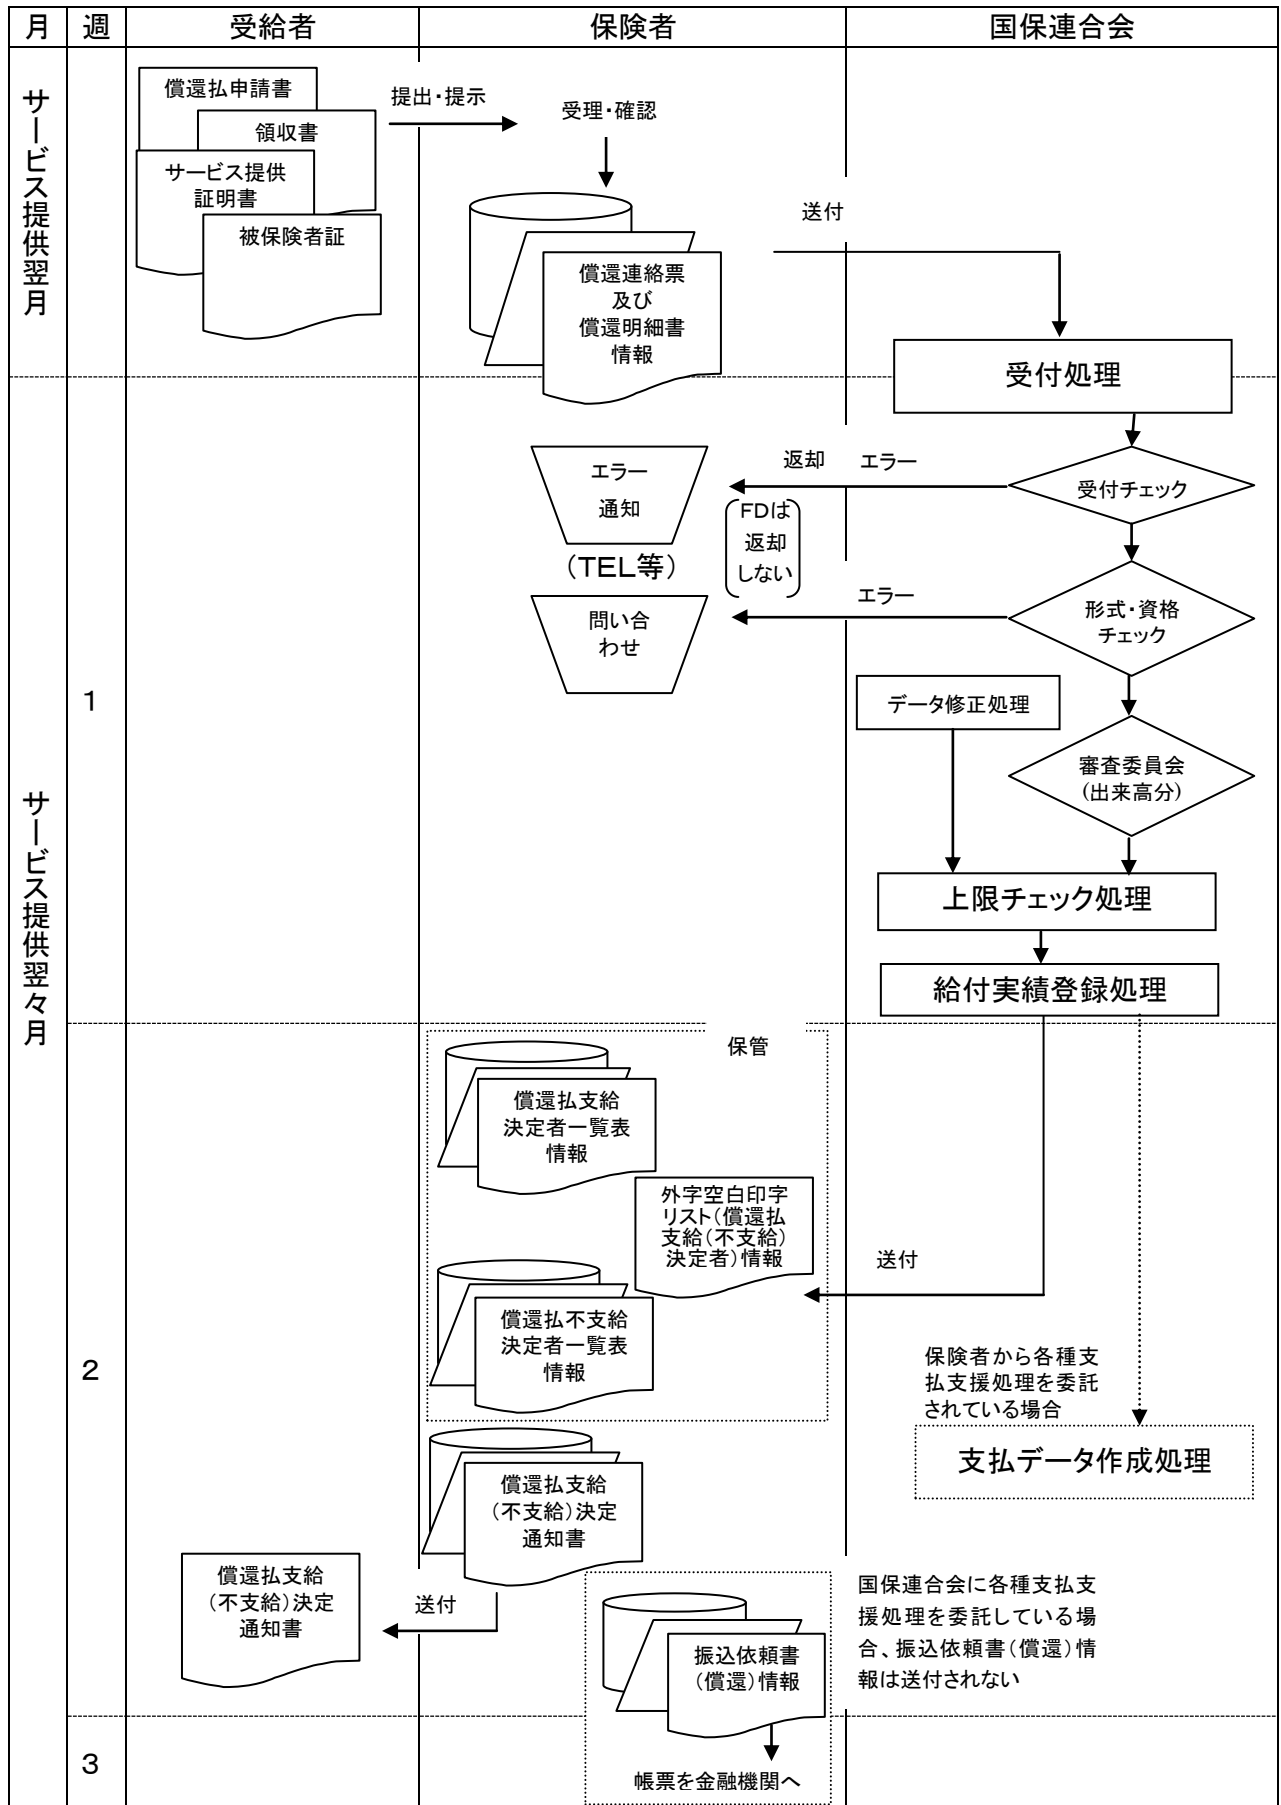 月 週 受給者 保険者 国保連合会
サービス提供翌月
償還払申請書
領収書
サービス提供
証明書
被保険者証
提出・提示
受理・確認
償還連絡票
及び
償還明細書
情報
送付
受付処理
サービス提供翌々月
1
受付チェック
エラー
返却
エラー
通知
（TEL等）
FDは
返却
しない
形式・資格
チェック
エラー
問い合
わせ
データ修正処理
審査委員会
(出来高分)
上限チェック処理
給付実績登録処理
2
保管
償還払支給
決定者一覧表
情報
外字空白印字
リスト（償還払
支給（不支給）
決定者）情報
送付
償還払不支給
決定者一覧表
情報
保険者から各種支
払支援処理を委託
されている場合
支払データ作成処理
償還払支給
（不支給）決定
通知書
送付
償還払支給
（不支給）決定
通知書
振込依頼書
（償還）情報
国保連合会に各種支払支
援処理を委託している場
合、振込依頼書（償還）情
報は送付されない
3
帳票を金融機関へ